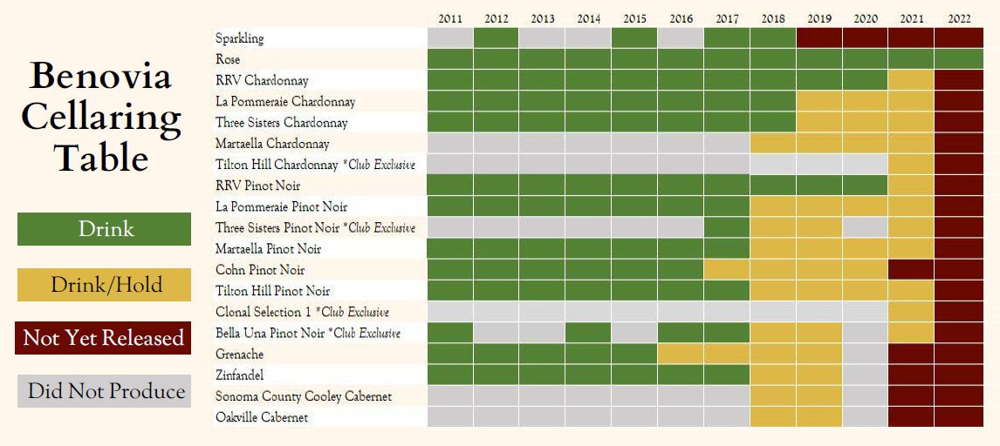 2011 2012 2013 2014 2015 2016 2017 2018 2019 2020 2021 2022
Benovia
Cellaring
Table
Drink
Drink/Hold
Not Yet Released
Did Not Produce
Sparkling
Rose
RRV Chardonnay
La Pommeraie Chardonnay
Three Sisters Chardonnay
Martaella Chardonnay
Tilton Hill Chardonnay *Club Exclusive
RRV Pinot Noir
La Pommeraie Pinot Noir
Three Sisters Pinot Noir *Club Exclusive
Martaella Pinot Noir
Cohn Pinot Noir
Tilton Hill Pinot Noir
Clonal Selection 1 *Club Exclusive
Bella Una Pinot Noir *Club Exclusive
Grenache
Zinfandel
Sonoma County Cooley Cabernet
Oakville Cabernet